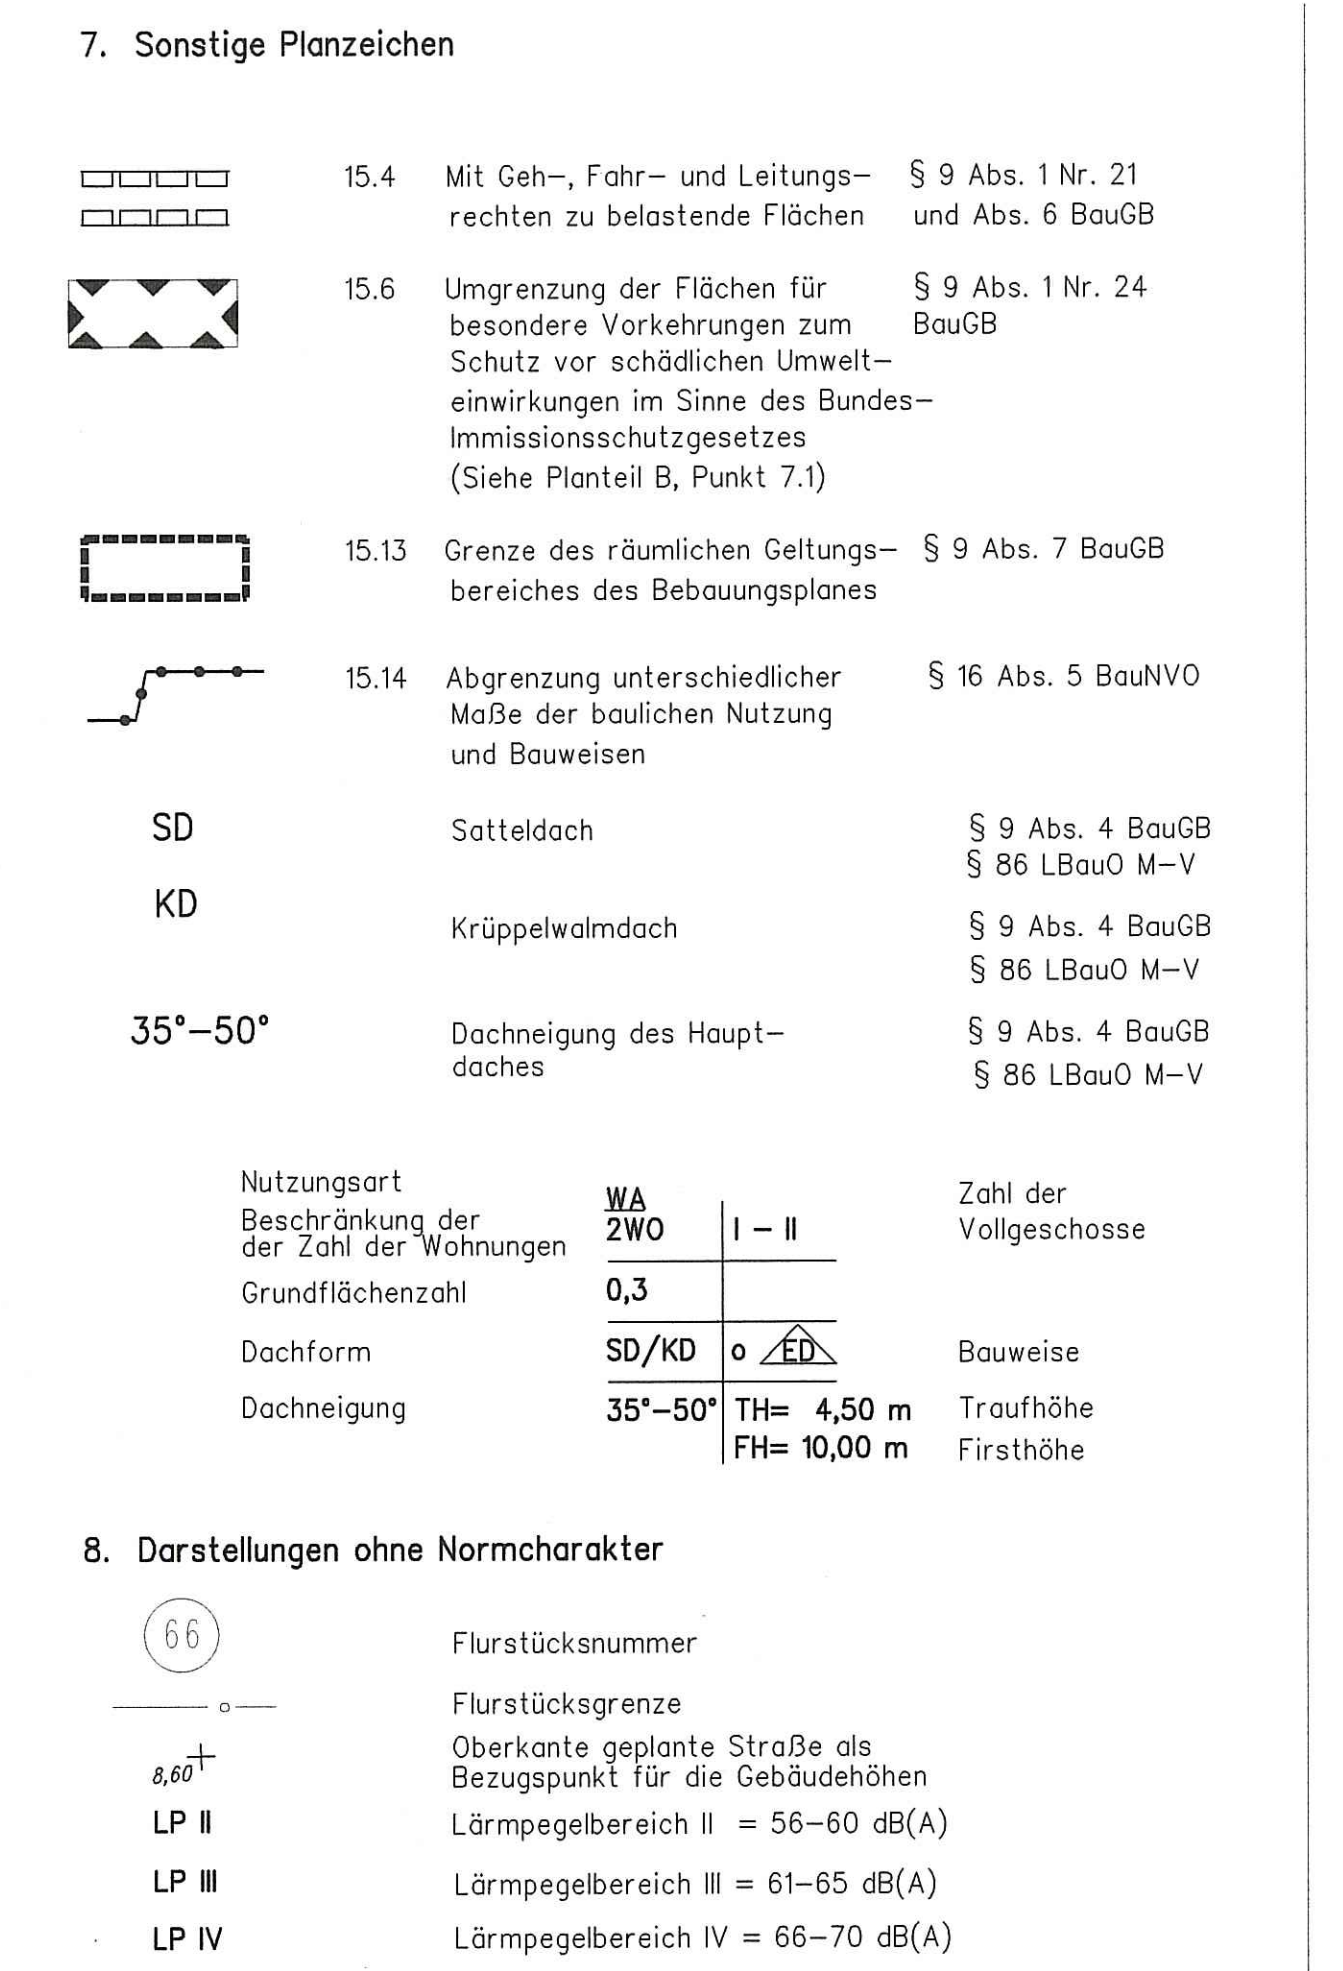 7. Sonstige Planzeichen
15.4 Mit Geh-, Fahr- und Leitungs- § 9 Abs. 1 Nr. 21
rechten zu belastende Flächen und Abs. 6 BauGB
15.6 Umgrenzung der Flächen für § 9 Abs. 1 Nr. 24
besondere Vorkehrungen zum BauGB
Schutz vor schädlichen Umwelt-
einwirkungen im Sinne des Bundes-
Immissionsschutzgesetzes
(Siehe Planteil B, Punkt 7.1)
15.13 Grenze des räumlichen Geltungs- § 9 Abs. 7 BauGB
bereiches des Bebauungsplanes
15.14 Abgrenzung unterschiedlicher § 16 Abs. 5 BauNVO
Maße der baulichen Nutzung
und Bauweisen
SD Satteldach § 9 Abs. 4 BauGB
§ 86 LBauO M-V
KD
Krüppelwalmdach § 9 Abs. 4 BauGB
§ 86 LBauO M-V
35°-50° Dachneigung des Haupt- § 9 Abs. 4 BauGB
daches § 86 LBauO M-V
Nutzungsart WA Zahl der
Beschränkung der 2WO I - II Vollgeschosse
der Zahl der Wohnungen
Grundflächenzahl 0,3
Dachform SD/KD o ED Bauweise
Dachneigung 35°-50° TH= 4,50 m Traufhöhe
FH= 10,00 m Firsthöhe
8. Darstellungen ohne Normcharakter
66 Flurstücksnummer
Flurstücksgrenze
Oberkante geplante Straße als
8,60 Bezugspunkt für die Gebäudehöhen
LP II Lärmpegelbereich II = 56-60 dB(A)
LP III Lärmpegelbereich III = 61-65 dB(A)
LP IV Lärmpegelbereich IV = 66-70 dB(A)